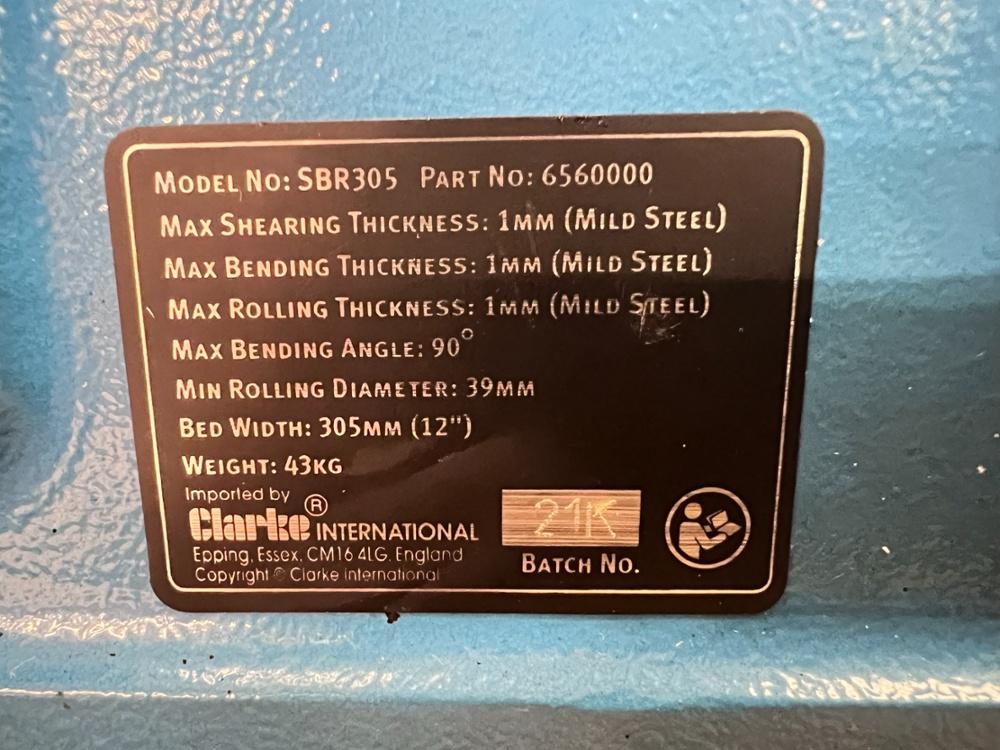 MODEL NO: SBR305 PART NO: 6560000
MAX SHEARING THICKNESS: 1MM (MILD STEEL)
MAX BENDING THICKNESS: 1MM (MILD STEEL)
MAX ROLLING THICKNESS: 1MM (MILD STEEL)
MAX BENDING ANGLE: 90°
MIN ROLLING DIAMETER: 39MM
BED WIDTH: 305MM (12")
WEIGHT: 43KG
Imported by
Clarke® INTERNATIONAL
Epping, Essex. CM16 4LG. England
Copyright © Clarke International
21K
BATCH NO.